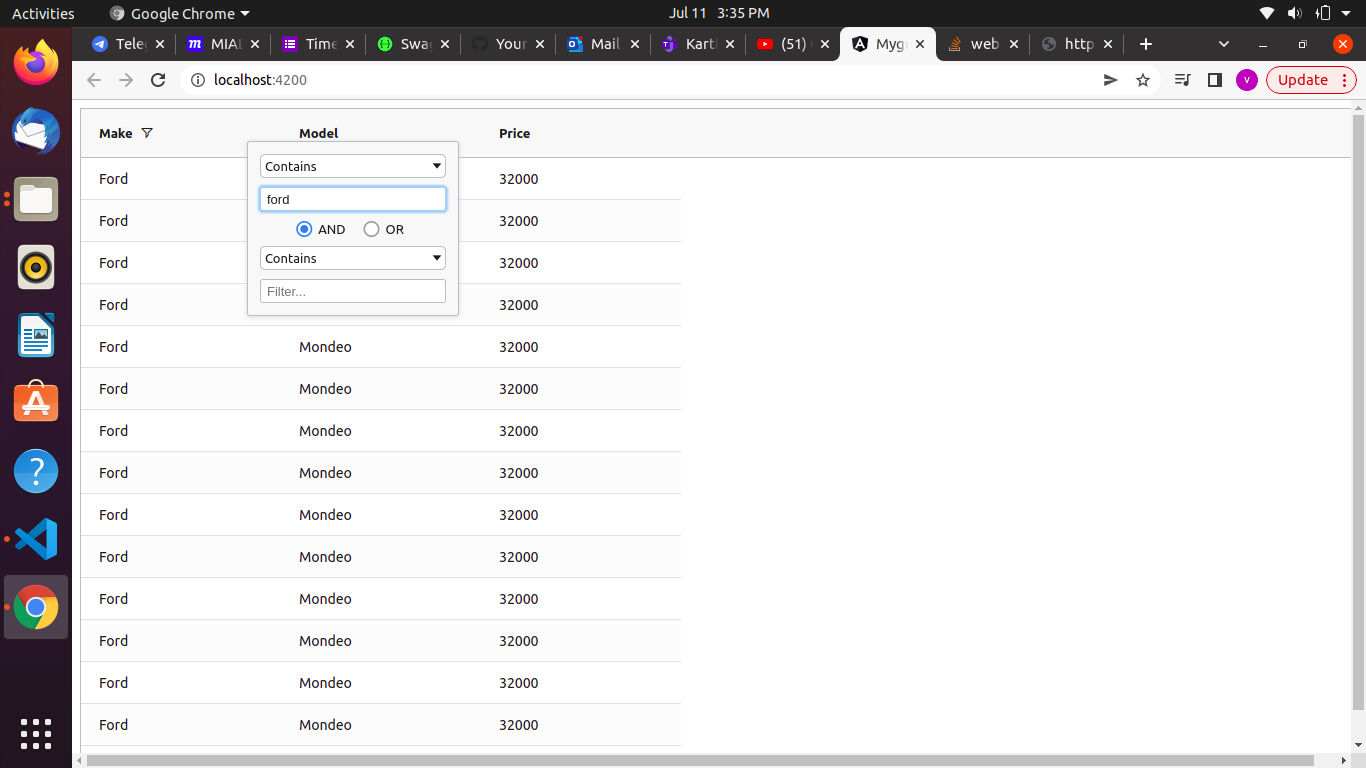 Activities
Google Chrome
Jul 11 3:35 PM
Tele
MIAL
Time
Swa
Your
Mail
Kart
(51)
Myg
web
http
localhost:4200
V
Update
Make
Model
Price
Contains
ford
AND
OR
Contains
Filter...
Ford 32000
Ford 32000
Ford 32000
Ford 32000
Ford Mondeo 32000
Ford Mondeo 32000
Ford Mondeo 32000
Ford Mondeo 32000
Ford Mondeo 32000
Ford Mondeo 32000
Ford Mondeo 32000
Ford Mondeo 32000
Ford Mondeo 32000
Ford Mondeo 32000